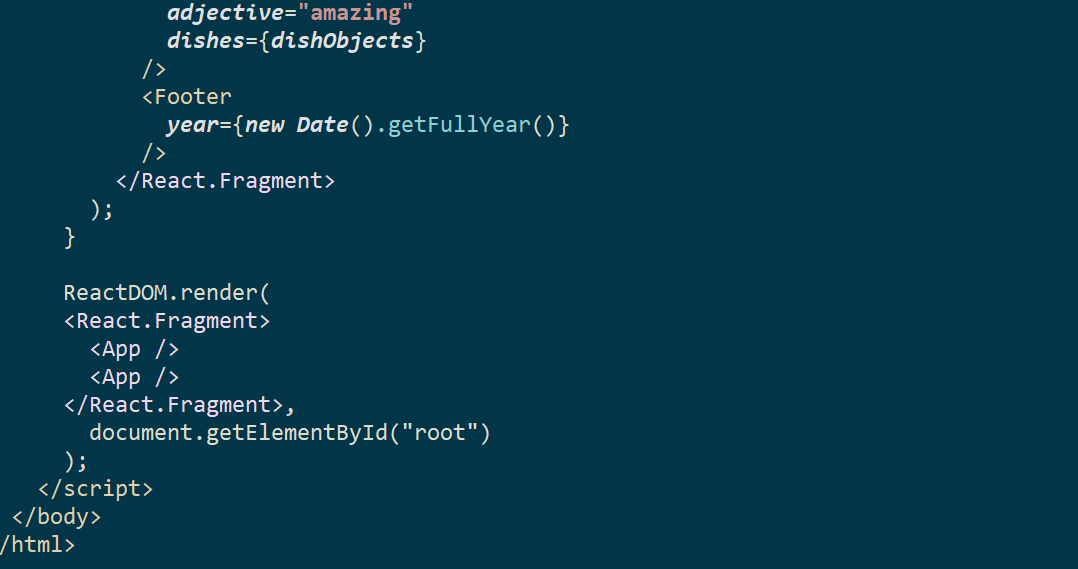 adjective="amazing"
dishes={dishObjects}
/>
<Footer
year={new Date().getFullYear()}
/>
</React.Fragment>
);
}
ReactDOM.render(
<React.Fragment>
<App />
<App />
</React.Fragment>,
document.getElementById("root")
);
</script>
</body>
/html>